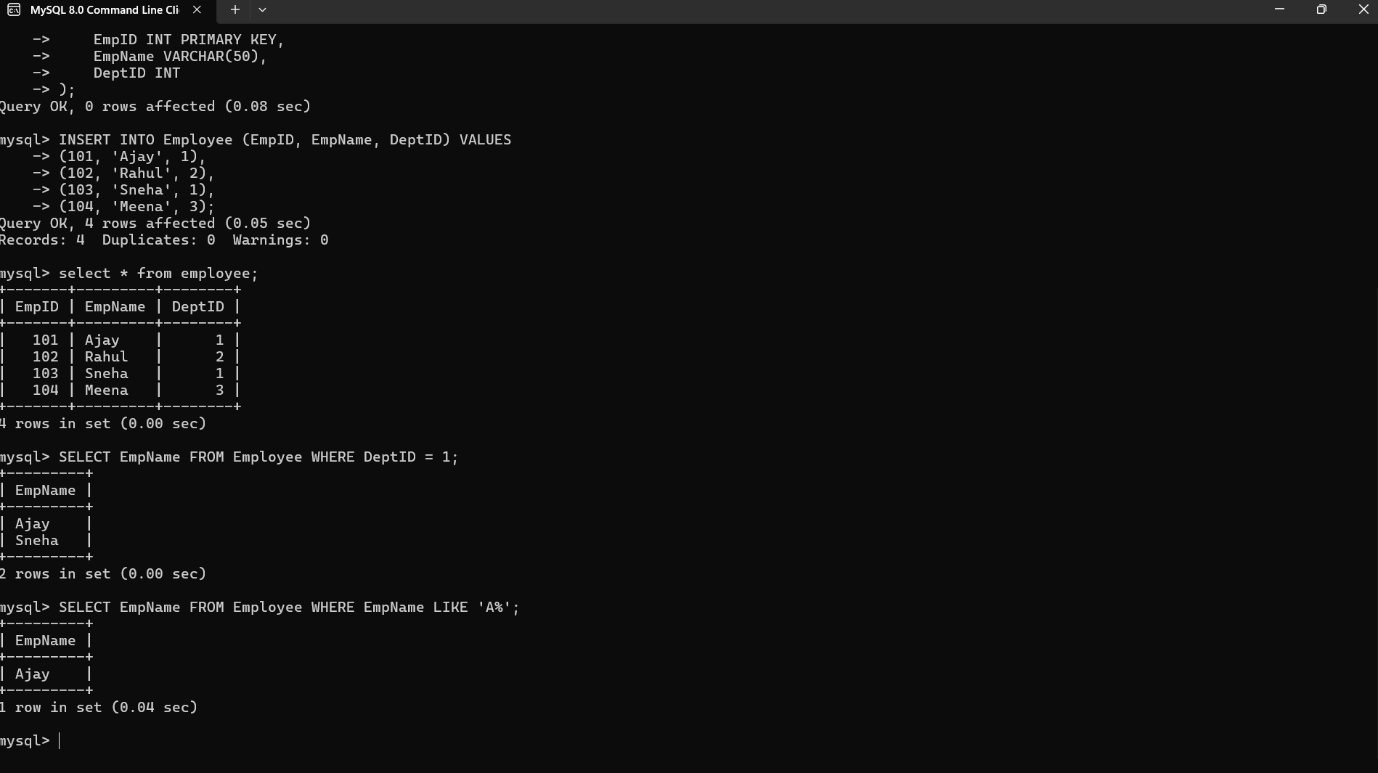 MySQL 8.0 Command Line Cli
    ->     EmpID INT PRIMARY KEY,
    ->     EmpName VARCHAR(50),
    ->     DeptID INT
    -> );
Query OK, 0 rows affected (0.08 sec)
mysql> INSERT INTO Employee (EmpID, EmpName, DeptID) VALUES
    -> (101, 'Ajay', 1),
    -> (102, 'Rahul', 2),
    -> (103, 'Sneha', 1),
    -> (104, 'Meena', 3);
Query OK, 4 rows affected (0.05 sec)
Records: 4  Duplicates: 0  Warnings: 0
mysql> select * from employee;
+-------+---------+--------+
| EmpID | EmpName | DeptID |
+-------+---------+--------+
|   101 | Ajay    |      1 |
|   102 | Rahul   |      2 |
|   103 | Sneha   |      1 |
|   104 | Meena   |      3 |
+-------+---------+--------+
4 rows in set (0.00 sec)
mysql> SELECT EmpName FROM Employee WHERE DeptID = 1;
+---------+
| EmpName |
+---------+
| Ajay    |
| Sneha   |
+---------+
2 rows in set (0.00 sec)
mysql> SELECT EmpName FROM Employee WHERE EmpName LIKE 'A%';
+---------+
| EmpName |
+---------+
| Ajay    |
+---------+
1 row in set (0.04 sec)
mysql>